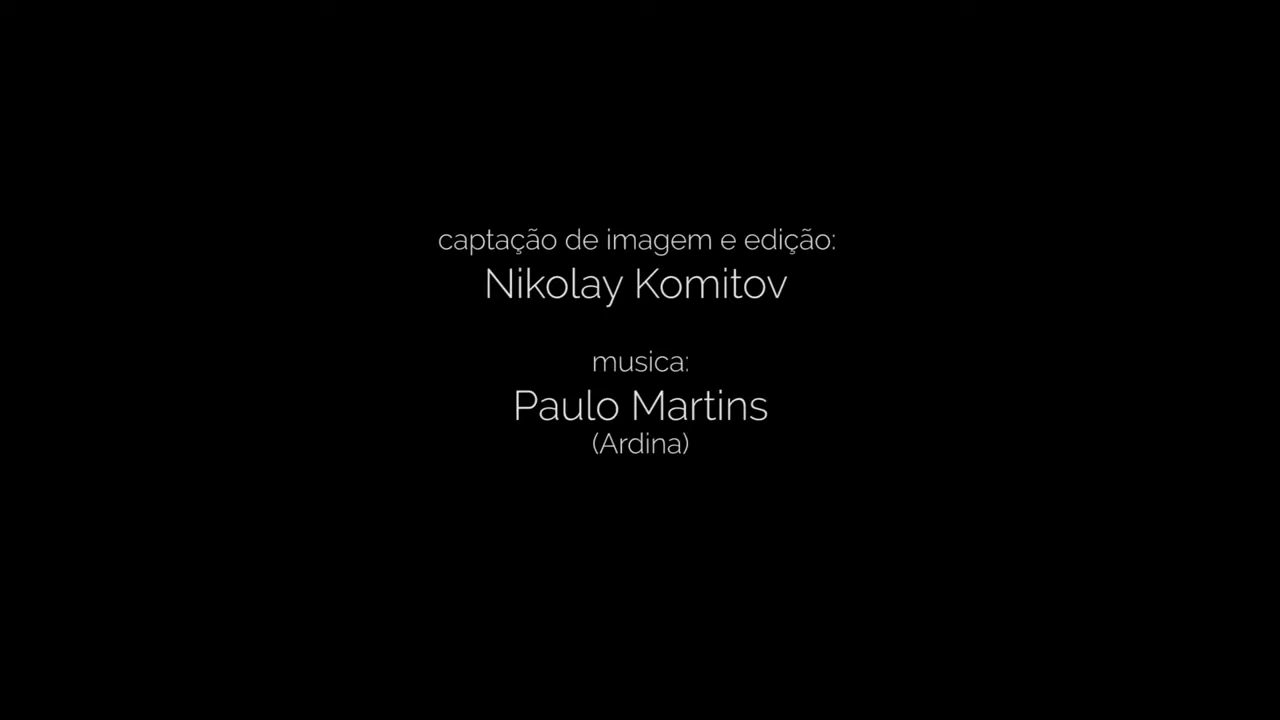 captação de imagem e edição:
Nikolay Komitov
musica:
Paulo Martins
(Ardina)